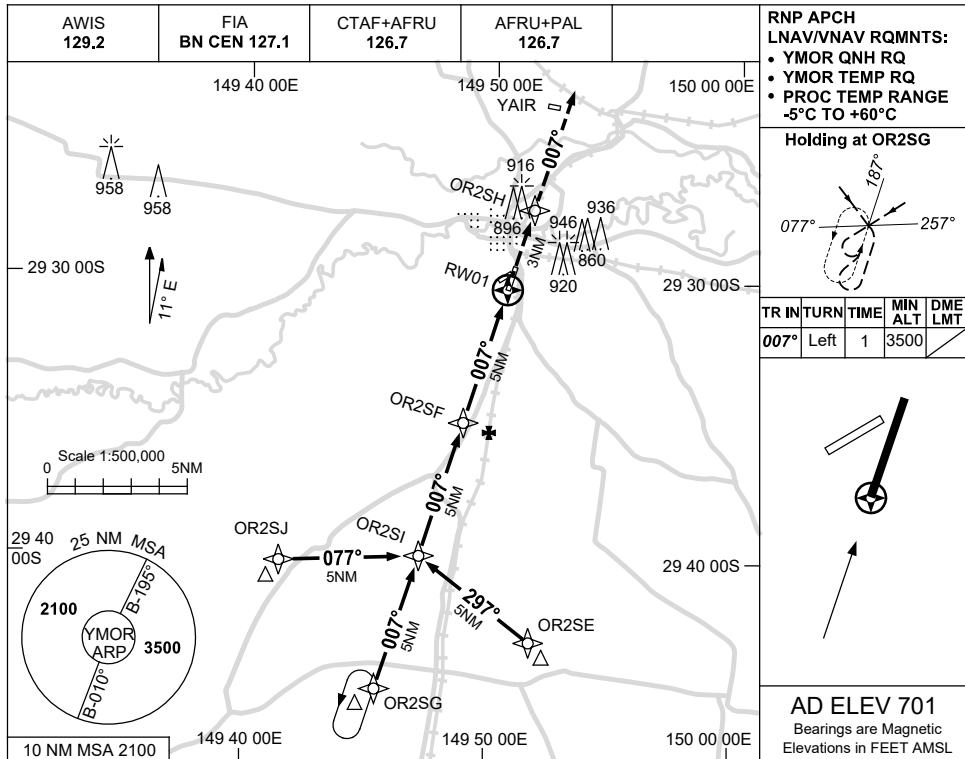 AWIS
129.2
FIA
BN CEN 127.1
CTAF+AFRU
126.7
AFRU+PAL
126.7
RNP APCH
LNAV/VNAV RQMNTS:
• YMOR QNH RQ
• YMOR TEMP RQ
• PROC TEMP RANGE
-5°C TO +60°C
149 40 00E
149 50 00E
150 00 00E
YAIR
007°
958
958
916
OR2SH
896
946
936
860
920
3NM
11° E
29 30 00S
29 30 00S
RW01
007°
5NM
OR2SF
Scale 1:500,000
0
5NM
007°
5NM
OR2SJ
OR2SI
077°
5NM
29 40
00S
29 40 00S
297°
5NM
OR2SE
007°
5NM
OR2SG
25 NM MSA
2100
B-195°
YMOR
ARP
3500
B-010°
10 NM MSA 2100
149 40 00E
149 50 00E
150 00 00E
Holding at OR2SG
187°
077°
257°
TR IN
TURN
TIME
MIN
ALT
DME
LMT
007°
Left
1
3500
AD ELEV 701
Bearings are Magnetic
Elevations in FEET AMSL